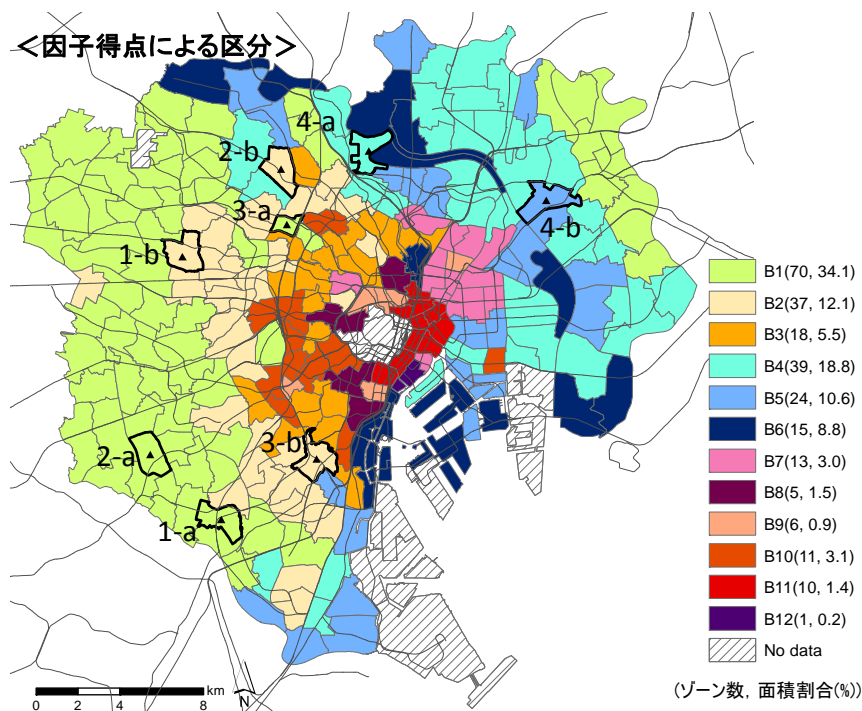 ＜因子得点による区分＞
4-a
2-b
3-a
4-b
1-b
B1(70, 34.1)
B2(37, 12.1)
B3(18, 5.5)
B4(39, 18.8)
B5(24, 10.6)
B6(15, 8.8)
3-b
2-a
B7(13, 3.0)
B8(5, 1.5)
1-a
B9(6, 0.9)
B10(11, 3.1)
B11(10, 1.4)
B12(1, 0.2)
No data
km
0 2 4 8
N
(ゾーン数, 面積割合(%))